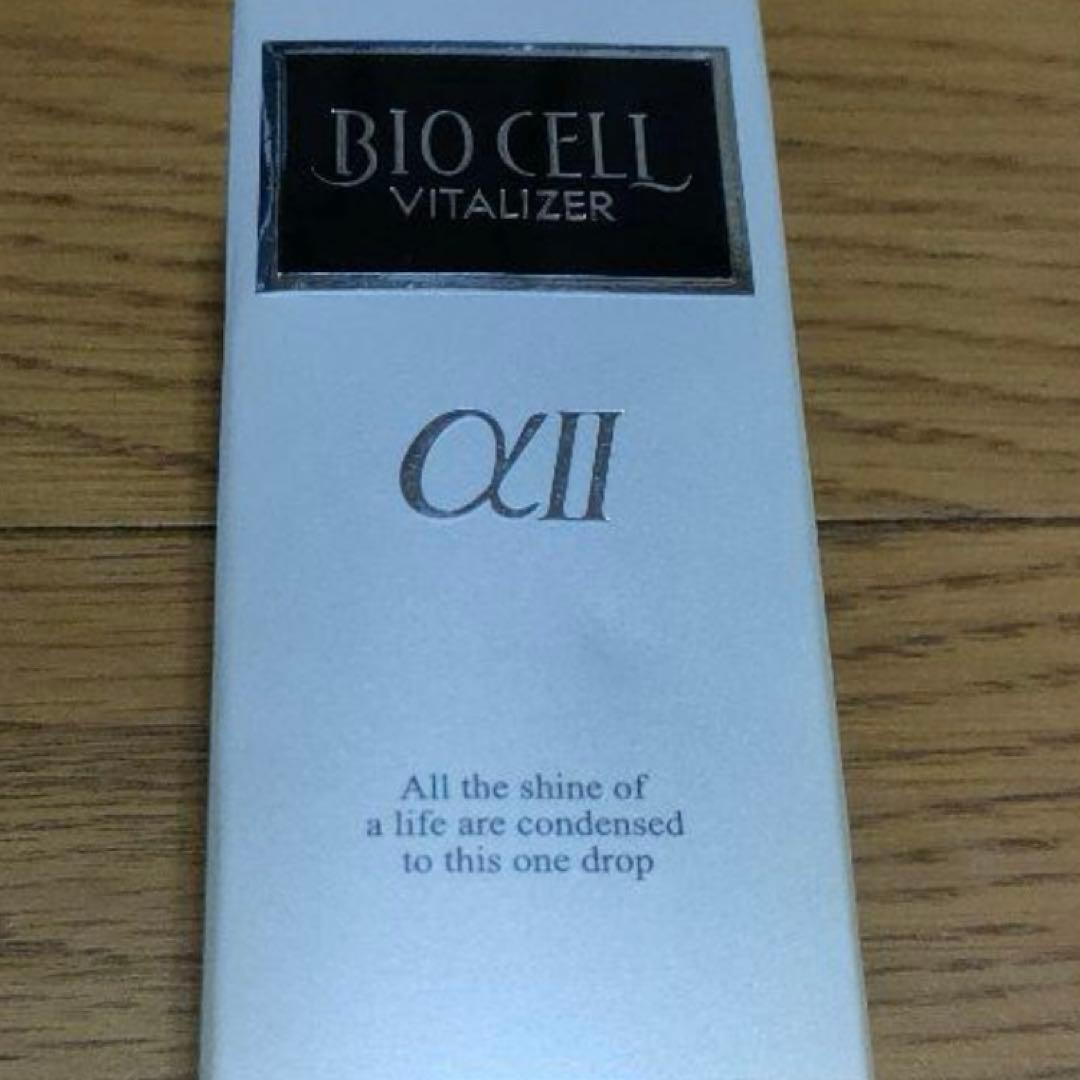 BIO CELL
VITALIZER
αII
All the shine of
a life are condensed
to this one drop